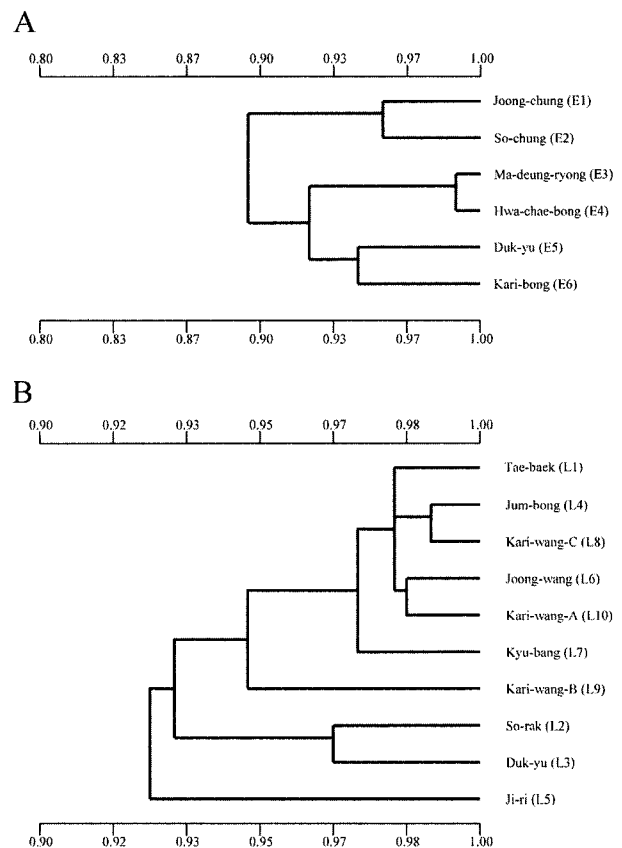 A
0.80 0.83 0.87 0.90 0.93 0.97 1.00
Joong-chung (E1)
So-chung (E2)
Ma-deung-ryong (E3)
Hwa-chae-bong (E4)
Duk-yu (E5)
Kari-bong (E6)
0.80 0.83 0.87 0.90 0.93 0.97 1.00
B
0.90 0.92 0.93 0.95 0.97 0.98 1.00
Tae-baek (L1)
Jum-bong (L4)
Kari-wang-C (L8)
Joong-wang (L6)
Kari-wang-A (L10)
Kyu-bang (L7)
Kari-wang-B (L9)
So-rak (L2)
Duk-yu (L3)
Ji-ri (L5)
0.90 0.92 0.93 0.95 0.97 0.98 1.00